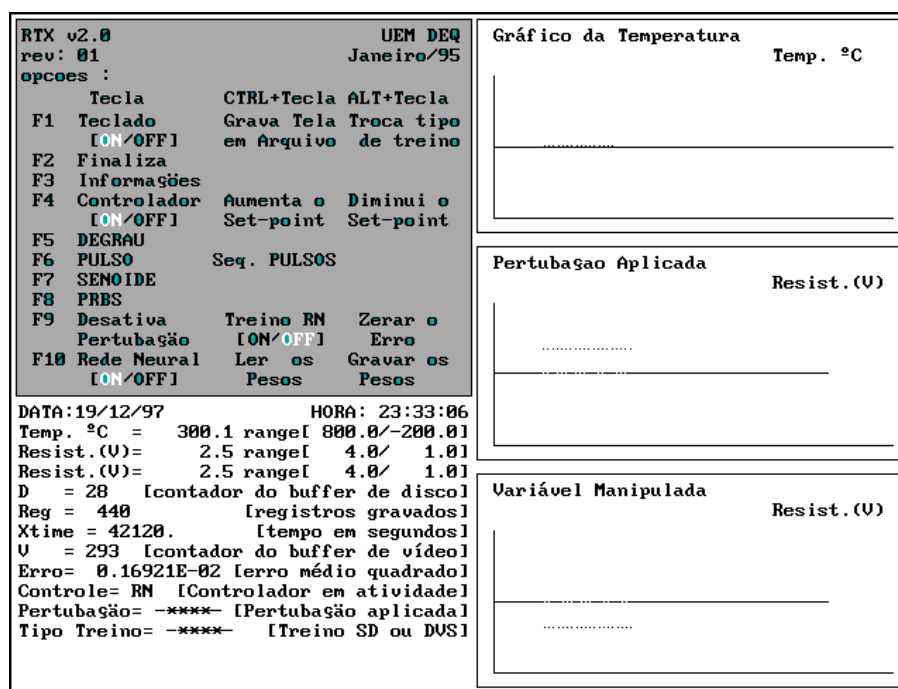 RTX v2.0 UEM DEQ
rev: 01 Janeiro/95
opcoes :
Tecla CTRL+Tecla ALT+Tecla
F1 Teclado Grava Tela Troca tipo
[ON/OFF] em Arquivo de treino
F2 Finaliza
F3 Informaşöes
F4 Controlador Aumenta o Diminui o
[ON/OFF] Set-point Set-point
F5 DEGRAU
F6 PULSO Seq. PULSOS
F7 SENOIDE
F8 PRBS
F9 Desativa Treino RN Zerar o
Pertubaşäo [ON/OFF] Erro
F10 Rede Neural Ler os Gravar os
[ON/OFF] Pesos Pesos
DATA:19/12/97 HORA: 23:33:06
Temp. ºC = 300.1 range[ 800.0/-200.0]
Resist.(V)= 2.5 range[ 4.0/ 1.0]
Resist.(V)= 2.5 range[ 4.0/ 1.0]
D = 28 [contador do buffer de disco]
Reg = 440 [registros gravados]
Xtime = 42120. [tempo em segundos]
V = 293 [contador do buffer de vídeo]
Erro= 0.16921E-02 [erro médio quadrado]
Controle= RN [Controlador em atividade]
Pertubaşäo= -****- [Pertubaşäo aplicada]
Tipo Treino= -****- [Treino SD ou DVS]
Gráfico da Temperatura
Temp. ºC
Pertubaşao Aplicada
Resist.(V)
Variável Manipulada
Resist.(V)